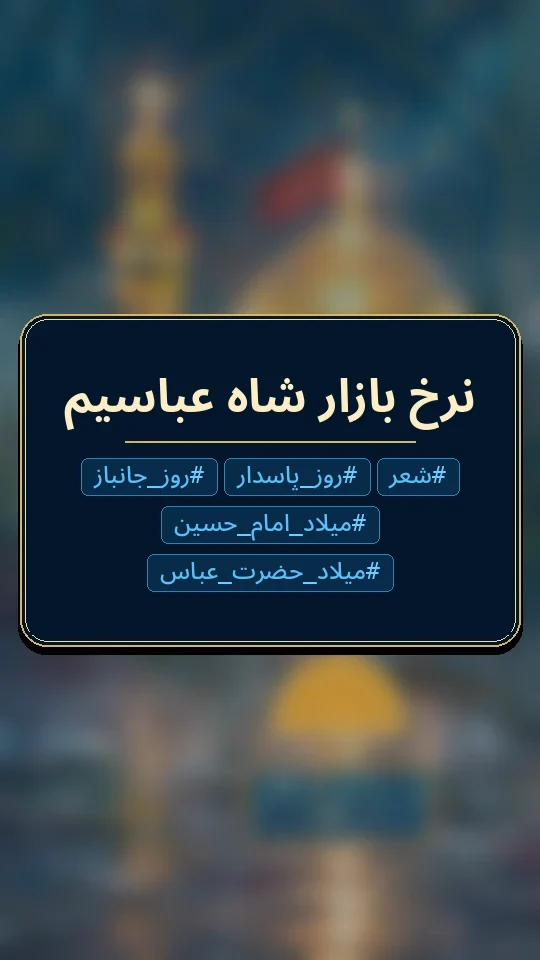 نرخ بازار شاه عباسیم
#شعر #روز_پاسدار #روز_جانباز
#میلاد_امام_حسین
#میلاد_حضرت_عباس